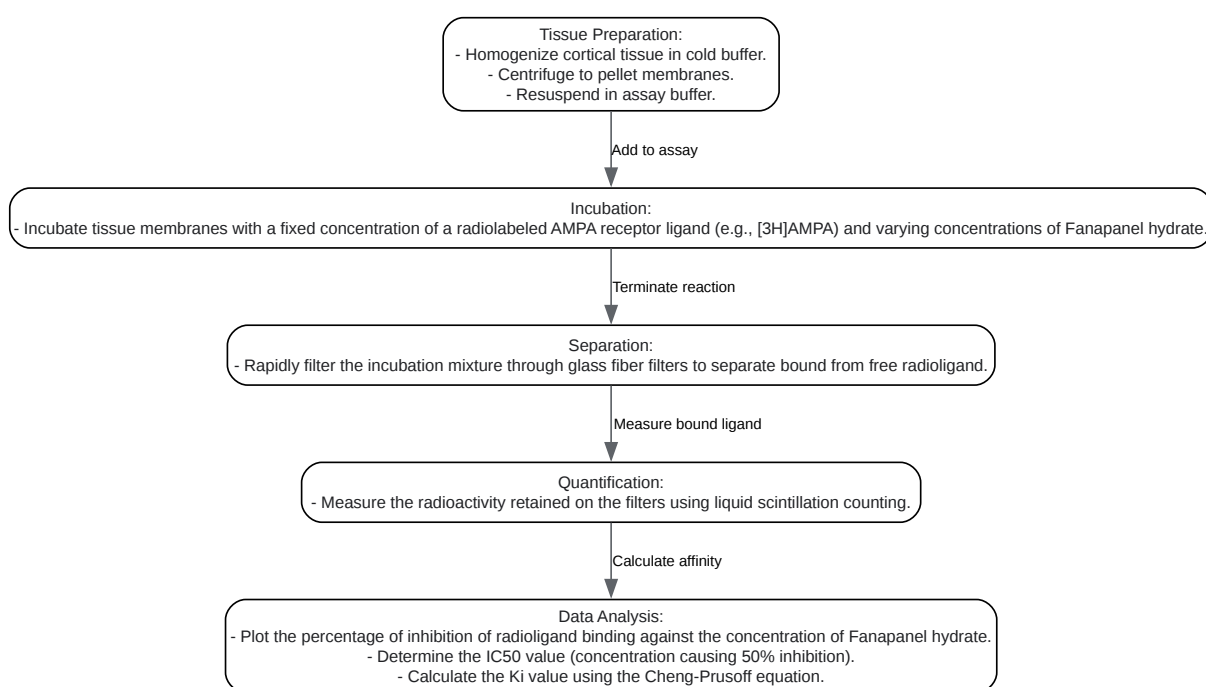 Tissue Preparation:
- Homogenize cortical tissue in cold buffer.
- Centrifuge to pellet membranes.
- Resuspend in assay buffer.
Add to assay
Incubation:
- Incubate tissue membranes with a fixed concentration of a radiolabeled AMPA receptor ligand (e.g., [3H]AMPA) and varying concentrations of Fanapanel hydrate.
Terminate reaction
Separation:
- Rapidly filter the incubation mixture through glass fiber filters to separate bound from free radioligand.
Measure bound ligand
Quantification:
- Measure the radioactivity retained on the filters using liquid scintillation counting.
Calculate affinity
Data Analysis:
- Plot the percentage of inhibition of radioligand binding against the concentration of Fanapanel hydrate.
- Determine the IC50 value (concentration causing 50% inhibition).
- Calculate the Ki value using the Cheng-Prusoff equation.